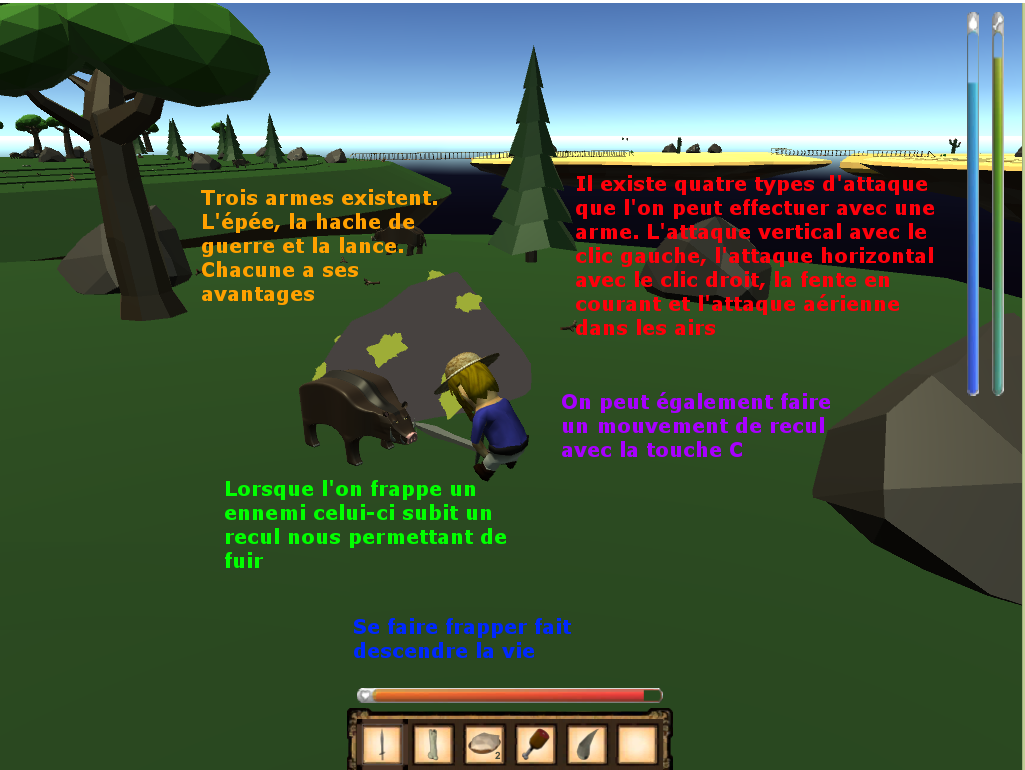 Trois armes existent.
L'épée, la hache de
guerre et la lance.
Chacune a ses
avantages
Il existe quatre types d'attaque
que l'on peut effectuer avec une
arme. L'attaque vertical avec le
clic gauche, l'attaque horizontal
avec le clic droit, la fente en
courant et l'attaque aérienne
dans les airs
On peut également faire
un mouvement de recul
avec la touche C
Lorsque l'on frappe un
ennemi celui-ci subit un
recul nous permettant de
fuir
Se faire frapper fait
descendre la vie
2